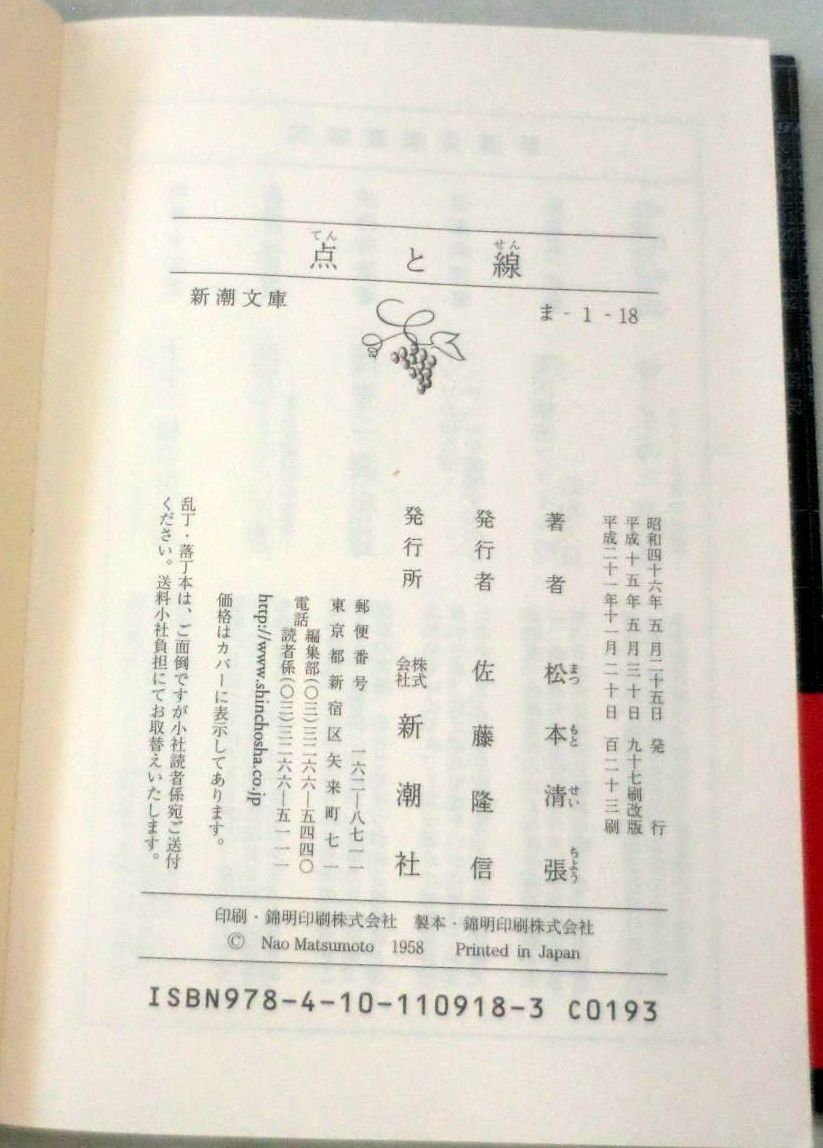 点と線
てん
せん
新潮文庫
ま-1-18
昭和四十六年 五月二十五日 発行
平成十五年五月三十日 九十七刷改版
平成二十一年十一月二十日 百二十三刷
著者 松本清張
まつ もと せい ちよう
発行者 佐藤隆信
発行所 株式会社 新潮社
郵便番号 一六二―八七一一
東京都新宿区矢来町七一
電話 編集部(〇三)三二六六―五四四〇
読者係(〇三)三二六六―五一一一
http://www.shinchosha.co.jp
価格はカバーに表示してあります。
乱丁・落丁本は、ご面倒ですが小社読者係宛ご送付
ください。送料小社負担にてお取替えいたします。
印刷・錦明印刷株式会社 製本・錦明印刷株式会社
© Nao Matsumoto 1958 Printed in Japan
ISBN978-4-10-110918-3 C0193